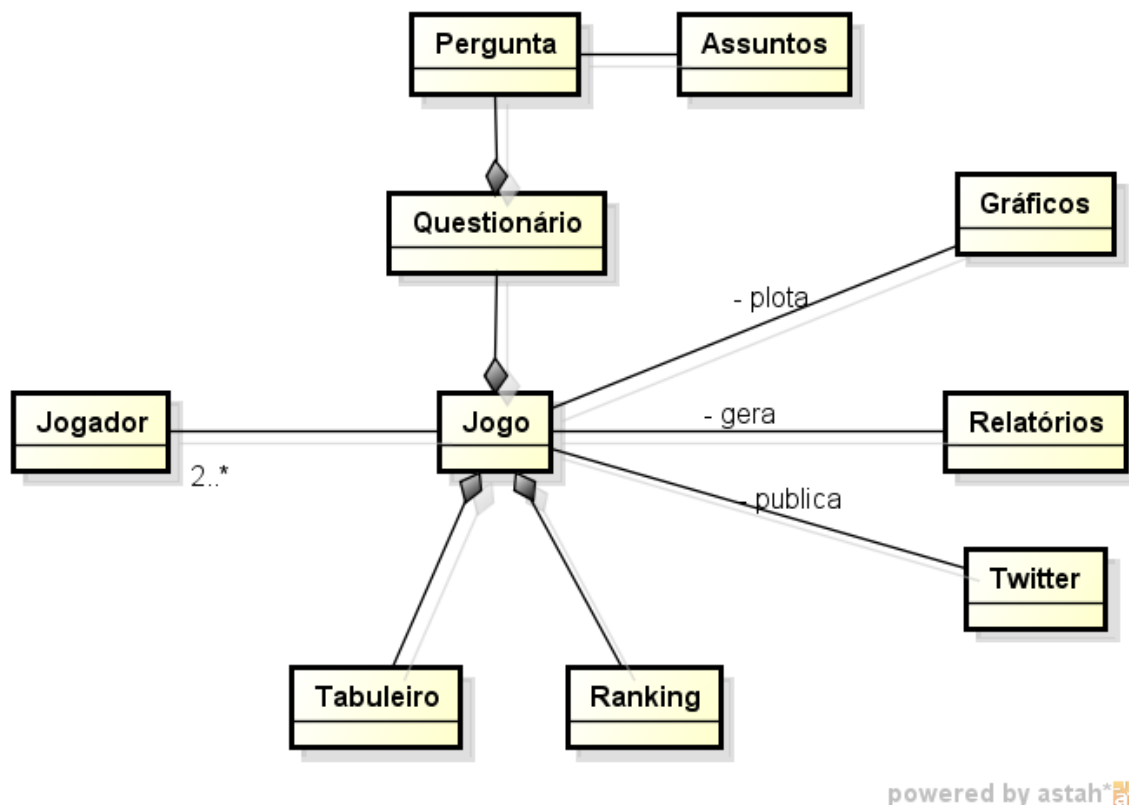 Pergunta
Assuntos
Questionário
Gráficos
- plota
Jogador
Jogo
- gera
Relatórios
2..*
- publica
Twitter
Tabuleiro
Ranking
powered by astah*